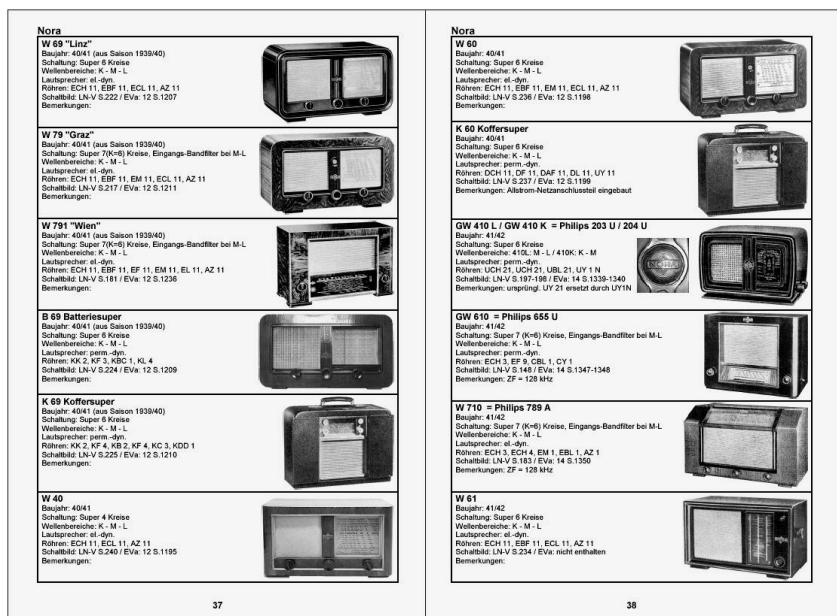 Nora
W 69 "Linz"
Baujahr: 40/41 (aus Saison 1939/40)
Schaltung: Super 6 Kreise
Wellenbereiche: K - M - L
Lautsprecher: el.-dyn.
Röhren: ECH 11, EBF 11, ECL 11, AZ 11
Schaltbild: LN-V S.222 / EVa: 12 S.1207
Bemerkungen:
W 79 "Graz"
Baujahr: 40/41 (aus Saison 1939/40)
Schaltung: Super 7(K=6) Kreise, Eingangs-Bandfilter bei M-L
Wellenbereiche: K - M - L
Lautsprecher: el.-dyn.
Röhren: ECH 11, EBF 11, EM 11, ECL 11, AZ 11
Schaltbild: LN-V S.217 / EVa: 12 S.1211
Bemerkungen:
W 791 "Wien"
Baujahr: 40/41 (aus Saison 1939/40)
Schaltung: Super 7(K=6) Kreise, Eingangs-Bandfilter bei M-L
Wellenbereiche: K - M - L
Lautsprecher: el.-dyn.
Röhren: ECH 11, EBF 11, EF 11, EM 11, EL 11, AZ 11
Schaltbild: LN-V S.181 / EVa: 12 S.1236
Bemerkungen:
B 69 Batteriesuper
Baujahr: 40/41 (aus Saison 1939/40)
Schaltung: Super 6 Kreise
Wellenbereiche: K - M - L
Lautsprecher: perm.-dyn.
Röhren: KK 2, KF 3, KBC 1, KL 4
Schaltbild: LN-V S.224 / EVa: 12 S.1209
Bemerkungen:
K 69 Koffersuper
Baujahr: 40/41 (aus Saison 1939/40)
Schaltung: Super 6 Kreise
Wellenbereiche: K - M - L
Lautsprecher: perm.-dyn.
Röhren: KK 2, KF 4, KB 2, KF 4, KC 3, KDD 1
Schaltbild: LN-V S.225 / EVa: 12 S.1210
Bemerkungen:
W 40
Baujahr: 40/41
Schaltung: Super 4 Kreise
Wellenbereiche: K - M - L
Lautsprecher: el.-dyn.
Röhren: ECH 11, ECL 11, AZ 11
Schaltbild: LN-V S.240 / EVa: 12 S.1195
Bemerkungen:
37
Nora
W 60
Baujahr: 40/41
Schaltung: Super 6 Kreise
Wellenbereiche: K - M - L
Lautsprecher: el.-dyn.
Röhren: ECH 11, EBF 11, EM 11, ECL 11, AZ 11
Schaltbild: LN-V S.236 / EVa: 12 S.1198
Bemerkungen:
K 60 Koffersuper
Baujahr: 40/41
Schaltung: Super 6 Kreise
Wellenbereiche: K - M - L
Lautsprecher: perm.-dyn.
Röhren: DCH 11, DF 11, DAF 11, DL 11, UY 11
Schaltbild: LN-V S.237 / EVa: 12 S.1199
Bemerkungen: Allstrom-Netzanschlussteil eingebaut
GW 410 L / GW 410 K = Philips 203 U / 204 U
Baujahr: 41/42
Schaltung: Super 6 Kreise
Wellenbereiche: 410L: M - L / 410K: K - M
Lautsprecher: perm.-dyn.
Röhren: UCH 21, UCH 21, UBL 21, UY 1 N
Schaltbild: LN-V S.197-198 / EVa: 14 S.1339-1340
Bemerkungen: ursprüngl. UY 21 ersetzt durch UY1N
GW 610 = Philips 655 U
Baujahr: 41/42
Schaltung: Super 7 (K=6) Kreise, Eingangs-Bandfilter bei M-L
Wellenbereiche: K - M - L
Lautsprecher: perm.-dyn.
Röhren: ECH 3, EF 9, CBL 1, CY 1
Schaltbild: LN-V S.148 / EVa: 14 S.1347-1348
Bemerkungen: ZF = 128 kHz
W 710 = Philips 789 A
Baujahr: 41/42
Schaltung: Super 7 (K=6) Kreise, Eingangs-Bandfilter bei M-L
Wellenbereiche: K - M - L
Lautsprecher: el.-dyn.
Röhren: ECH 3, ECH 4, EM 1, EBL 1, AZ 1
Schaltbild: LN-V S.183 / EVa: 14 S.1350
Bemerkungen: ZF = 128 kHz
W 61
Baujahr: 41/42
Schaltung: Super 6 Kreise
Wellenbereiche: K - M - L
Lautsprecher: el.-dyn.
Röhren: ECH 11, EBF 11, ECL 11, AZ 11
Schaltbild: LN-V S.234 / EVa: nicht enthalten
Bemerkungen:
38